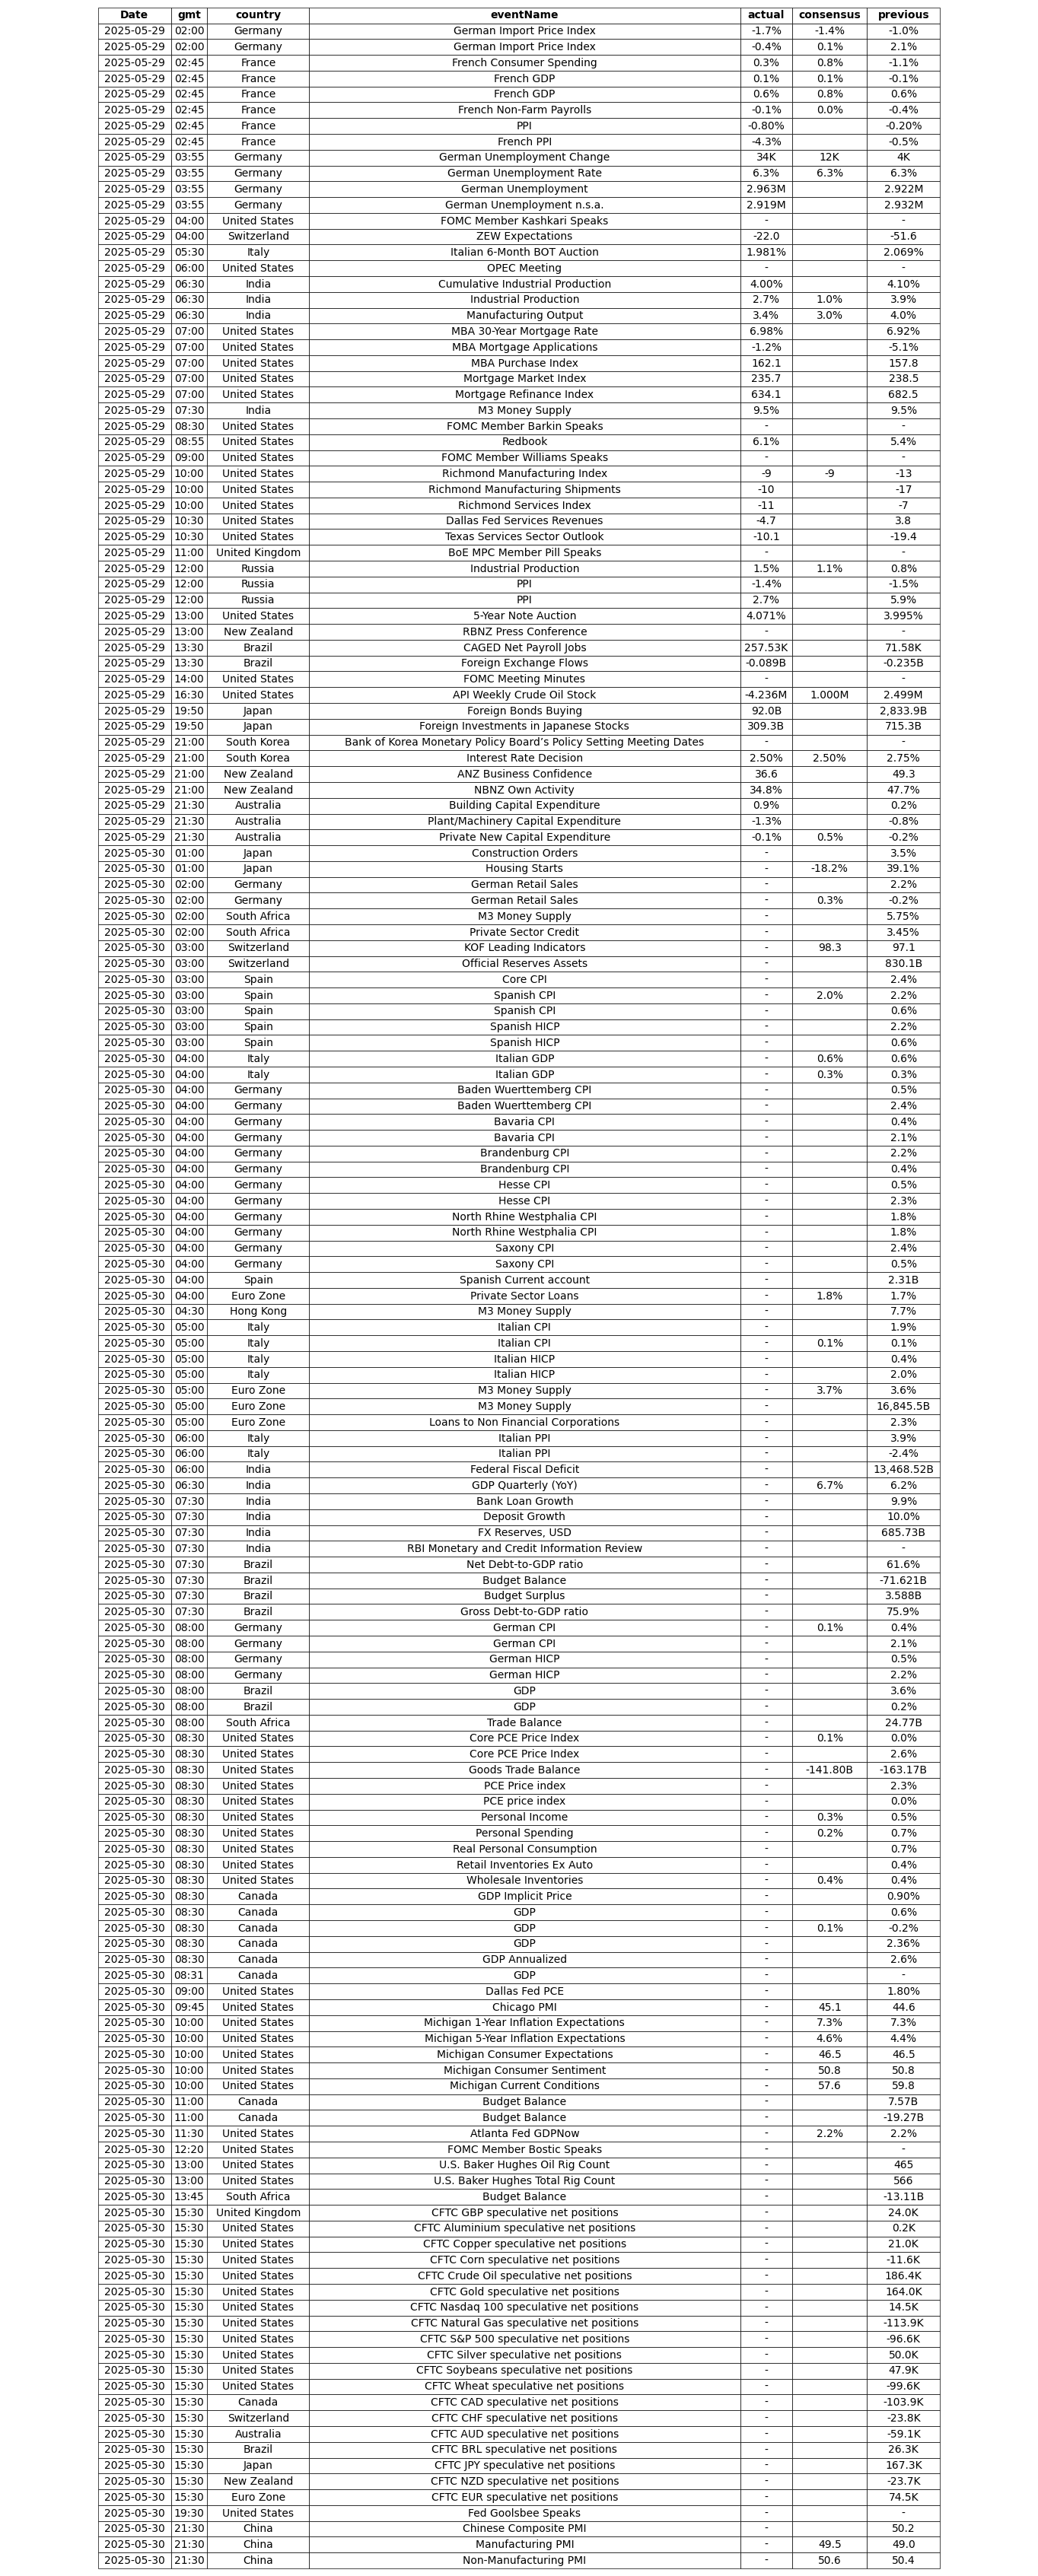 Date gmt country eventName actual consensus previous
2025-05-29 02:00 Germany German Import Price Index -1.7% -1.4% -1.0%
2025-05-29 02:00 Germany German Import Price Index -0.4% 0.1% 2.1%
2025-05-29 02:45 France French Consumer Spending 0.3% 0.8% -1.1%
2025-05-29 02:45 France French GDP 0.1% 0.1% -0.1%
2025-05-29 02:45 France French GDP 0.6% 0.8% 0.6%
2025-05-29 02:45 France French Non-Farm Payrolls -0.1% 0.0% -0.4%
2025-05-29 02:45 France PPI -0.80% -0.20%
2025-05-29 02:45 France French PPI -4.3% -0.5%
2025-05-29 03:55 Germany German Unemployment Change 34K 12K 4K
2025-05-29 03:55 Germany German Unemployment Rate 6.3% 6.3% 6.3%
2025-05-29 03:55 Germany German Unemployment 2.963M 2.922M
2025-05-29 03:55 Germany German Unemployment n.s.a. 2.919M 2.932M
2025-05-29 04:00 United States FOMC Member Kashkari Speaks - -
2025-05-29 04:00 Switzerland ZEW Expectations -22.0 -51.6
2025-05-29 05:30 Italy Italian 6-Month BOT Auction 1.981% 2.069%
2025-05-29 06:00 United States OPEC Meeting - -
2025-05-29 06:30 India Cumulative Industrial Production 4.00% 4.10%
2025-05-29 06:30 India Industrial Production 2.7% 1.0% 3.9%
2025-05-29 06:30 India Manufacturing Output 3.4% 3.0% 4.0%
2025-05-29 07:00 United States MBA 30-Year Mortgage Rate 6.98% 6.92%
2025-05-29 07:00 United States MBA Mortgage Applications -1.2% -5.1%
2025-05-29 07:00 United States MBA Purchase Index 162.1 157.8
2025-05-29 07:00 United States Mortgage Market Index 235.7 238.5
2025-05-29 07:00 United States Mortgage Refinance Index 634.1 682.5
2025-05-29 07:30 India M3 Money Supply 9.5% 9.5%
2025-05-29 08:30 United States FOMC Member Barkin Speaks - -
2025-05-29 08:55 United States Redbook 6.1% 5.4%
2025-05-29 09:00 United States FOMC Member Williams Speaks - -
2025-05-29 10:00 United States Richmond Manufacturing Index -9 -9 -13
2025-05-29 10:00 United States Richmond Manufacturing Shipments -10 -17
2025-05-29 10:00 United States Richmond Services Index -11 -7
2025-05-29 10:30 United States Dallas Fed Services Revenues -4.7 3.8
2025-05-29 10:30 United States Texas Services Sector Outlook -10.1 -19.4
2025-05-29 11:00 United Kingdom BoE MPC Member Pill Speaks - -
2025-05-29 12:00 Russia Industrial Production 1.5% 1.1% 0.8%
2025-05-29 12:00 Russia PPI -1.4% -1.5%
2025-05-29 12:00 Russia PPI 2.7% 5.9%
2025-05-29 13:00 United States 5-Year Note Auction 4.071% 3.995%
2025-05-29 13:00 New Zealand RBNZ Press Conference - -
2025-05-29 13:30 Brazil CAGED Net Payroll Jobs 257.53K 71.58K
2025-05-29 13:30 Brazil Foreign Exchange Flows -0.089B -0.235B
2025-05-29 14:00 United States FOMC Meeting Minutes - -
2025-05-29 16:30 United States API Weekly Crude Oil Stock -4.236M 1.000M 2.499M
2025-05-29 19:50 Japan Foreign Bonds Buying 92.0B 2,833.9B
2025-05-29 19:50 Japan Foreign Investments in Japanese Stocks 309.3B 715.3B
2025-05-29 21:00 South Korea Bank of Korea Monetary Policy Board’s Policy Setting Meeting Dates - -
2025-05-29 21:00 South Korea Interest Rate Decision 2.50% 2.50% 2.75%
2025-05-29 21:00 New Zealand ANZ Business Confidence 36.6 49.3
2025-05-29 21:00 New Zealand NBNZ Own Activity 34.8% 47.7%
2025-05-29 21:30 Australia Building Capital Expenditure 0.9% 0.2%
2025-05-29 21:30 Australia Plant/Machinery Capital Expenditure -1.3% -0.8%
2025-05-29 21:30 Australia Private New Capital Expenditure -0.1% 0.5% -0.2%
2025-05-30 01:00 Japan Construction Orders - 3.5%
2025-05-30 01:00 Japan Housing Starts - -18.2% 39.1%
2025-05-30 02:00 Germany German Retail Sales - 2.2%
2025-05-30 02:00 Germany German Retail Sales - 0.3% -0.2%
2025-05-30 02:00 South Africa M3 Money Supply - 5.75%
2025-05-30 02:00 South Africa Private Sector Credit - 3.45%
2025-05-30 03:00 Switzerland KOF Leading Indicators - 98.3 97.1
2025-05-30 03:00 Switzerland Official Reserves Assets - 830.1B
2025-05-30 03:00 Spain Core CPI - 2.4%
2025-05-30 03:00 Spain Spanish CPI - 2.0% 2.2%
2025-05-30 03:00 Spain Spanish CPI - 0.6%
2025-05-30 03:00 Spain Spanish HICP - 2.2%
2025-05-30 03:00 Spain Spanish HICP - 0.6%
2025-05-30 04:00 Italy Italian GDP - 0.6% 0.6%
2025-05-30 04:00 Italy Italian GDP - 0.3% 0.3%
2025-05-30 04:00 Germany Baden Wuerttemberg CPI - 0.5%
2025-05-30 04:00 Germany Baden Wuerttemberg CPI - 2.4%
2025-05-30 04:00 Germany Bavaria CPI - 0.4%
2025-05-30 04:00 Germany Bavaria CPI - 2.1%
2025-05-30 04:00 Germany Brandenburg CPI - 2.2%
2025-05-30 04:00 Germany Brandenburg CPI - 0.4%
2025-05-30 04:00 Germany Hesse CPI - 0.5%
2025-05-30 04:00 Germany Hesse CPI - 2.3%
2025-05-30 04:00 Germany North Rhine Westphalia CPI - 1.8%
2025-05-30 04:00 Germany North Rhine Westphalia CPI - 1.8%
2025-05-30 04:00 Germany Saxony CPI - 2.4%
2025-05-30 04:00 Germany Saxony CPI - 0.5%
2025-05-30 04:00 Spain Spanish Current account - 2.31B
2025-05-30 04:00 Euro Zone Private Sector Loans - 1.8% 1.7%
2025-05-30 04:30 Hong Kong M3 Money Supply - 7.7%
2025-05-30 05:00 Italy Italian CPI - 1.9%
2025-05-30 05:00 Italy Italian CPI - 0.1% 0.1%
2025-05-30 05:00 Italy Italian HICP - 0.4%
2025-05-30 05:00 Italy Italian HICP - 2.0%
2025-05-30 05:00 Euro Zone M3 Money Supply - 3.7% 3.6%
2025-05-30 05:00 Euro Zone M3 Money Supply - 16,845.5B
2025-05-30 05:00 Euro Zone Loans to Non Financial Corporations - 2.3%
2025-05-30 06:00 Italy Italian PPI - 3.9%
2025-05-30 06:00 Italy Italian PPI - -2.4%
2025-05-30 06:00 India Federal Fiscal Deficit - 13,468.52B
2025-05-30 06:30 India GDP Quarterly (YoY) - 6.7% 6.2%
2025-05-30 07:30 India Bank Loan Growth - 9.9%
2025-05-30 07:30 India Deposit Growth - 10.0%
2025-05-30 07:30 India FX Reserves, USD - 685.73B
2025-05-30 07:30 India RBI Monetary and Credit Information Review - -
2025-05-30 07:30 Brazil Net Debt-to-GDP ratio - 61.6%
2025-05-30 07:30 Brazil Budget Balance - -71.621B
2025-05-30 07:30 Brazil Budget Surplus - 3.588B
2025-05-30 07:30 Brazil Gross Debt-to-GDP ratio - 75.9%
2025-05-30 08:00 Germany German CPI - 0.1% 0.4%
2025-05-30 08:00 Germany German CPI - 2.1%
2025-05-30 08:00 Germany German HICP - 0.5%
2025-05-30 08:00 Germany German HICP - 2.2%
2025-05-30 08:00 Brazil GDP - 3.6%
2025-05-30 08:00 Brazil GDP - 0.2%
2025-05-30 08:00 South Africa Trade Balance - 24.77B
2025-05-30 08:30 United States Core PCE Price Index - 0.1% 0.0%
2025-05-30 08:30 United States Core PCE Price Index - 2.6%
2025-05-30 08:30 United States Goods Trade Balance - -141.80B -163.17B
2025-05-30 08:30 United States PCE Price index - 2.3%
2025-05-30 08:30 United States PCE price index - 0.0%
2025-05-30 08:30 United States Personal Income - 0.3% 0.5%
2025-05-30 08:30 United States Personal Spending - 0.2% 0.7%
2025-05-30 08:30 United States Real Personal Consumption - 0.7%
2025-05-30 08:30 United States Retail Inventories Ex Auto - 0.4%
2025-05-30 08:30 United States Wholesale Inventories - 0.4% 0.4%
2025-05-30 08:30 Canada GDP Implicit Price - 0.90%
2025-05-30 08:30 Canada GDP - 0.6%
2025-05-30 08:30 Canada GDP - 0.1% -0.2%
2025-05-30 08:30 Canada GDP - 2.36%
2025-05-30 08:30 Canada GDP Annualized - 2.6%
2025-05-30 08:31 Canada GDP - -
2025-05-30 09:00 United States Dallas Fed PCE - 1.80%
2025-05-30 09:45 United States Chicago PMI - 45.1 44.6
2025-05-30 10:00 United States Michigan 1-Year Inflation Expectations - 7.3% 7.3%
2025-05-30 10:00 United States Michigan 5-Year Inflation Expectations - 4.6% 4.4%
2025-05-30 10:00 United States Michigan Consumer Expectations - 46.5 46.5
2025-05-30 10:00 United States Michigan Consumer Sentiment - 50.8 50.8
2025-05-30 10:00 United States Michigan Current Conditions - 57.6 59.8
2025-05-30 11:00 Canada Budget Balance - 7.57B
2025-05-30 11:00 Canada Budget Balance - -19.27B
2025-05-30 11:30 United States Atlanta Fed GDPNow - 2.2% 2.2%
2025-05-30 12:20 United States FOMC Member Bostic Speaks - -
2025-05-30 13:00 United States U.S. Baker Hughes Oil Rig Count - 465
2025-05-30 13:00 United States U.S. Baker Hughes Total Rig Count - 566
2025-05-30 13:45 South Africa Budget Balance - -13.11B
2025-05-30 15:30 United Kingdom CFTC GBP speculative net positions - 24.0K
2025-05-30 15:30 United States CFTC Aluminium speculative net positions - 0.2K
2025-05-30 15:30 United States CFTC Copper speculative net positions - 21.0K
2025-05-30 15:30 United States CFTC Corn speculative net positions - -11.6K
2025-05-30 15:30 United States CFTC Crude Oil speculative net positions - 186.4K
2025-05-30 15:30 United States CFTC Gold speculative net positions - 164.0K
2025-05-30 15:30 United States CFTC Nasdaq 100 speculative net positions - 14.5K
2025-05-30 15:30 United States CFTC Natural Gas speculative net positions - -113.9K
2025-05-30 15:30 United States CFTC S&P 500 speculative net positions - -96.6K
2025-05-30 15:30 United States CFTC Silver speculative net positions - 50.0K
2025-05-30 15:30 United States CFTC Soybeans speculative net positions - 47.9K
2025-05-30 15:30 United States CFTC Wheat speculative net positions - -99.6K
2025-05-30 15:30 Canada CFTC CAD speculative net positions - -103.9K
2025-05-30 15:30 Switzerland CFTC CHF speculative net positions - -23.8K
2025-05-30 15:30 Australia CFTC AUD speculative net positions - -59.1K
2025-05-30 15:30 Brazil CFTC BRL speculative net positions - 26.3K
2025-05-30 15:30 Japan CFTC JPY speculative net positions - 167.3K
2025-05-30 15:30 New Zealand CFTC NZD speculative net positions - -23.7K
2025-05-30 15:30 Euro Zone CFTC EUR speculative net positions - 74.5K
2025-05-30 19:30 United States Fed Goolsbee Speaks - -
2025-05-30 21:30 China Chinese Composite PMI - 50.2
2025-05-30 21:30 China Manufacturing PMI - 49.5 49.0
2025-05-30 21:30 China Non-Manufacturing PMI - 50.6 50.4